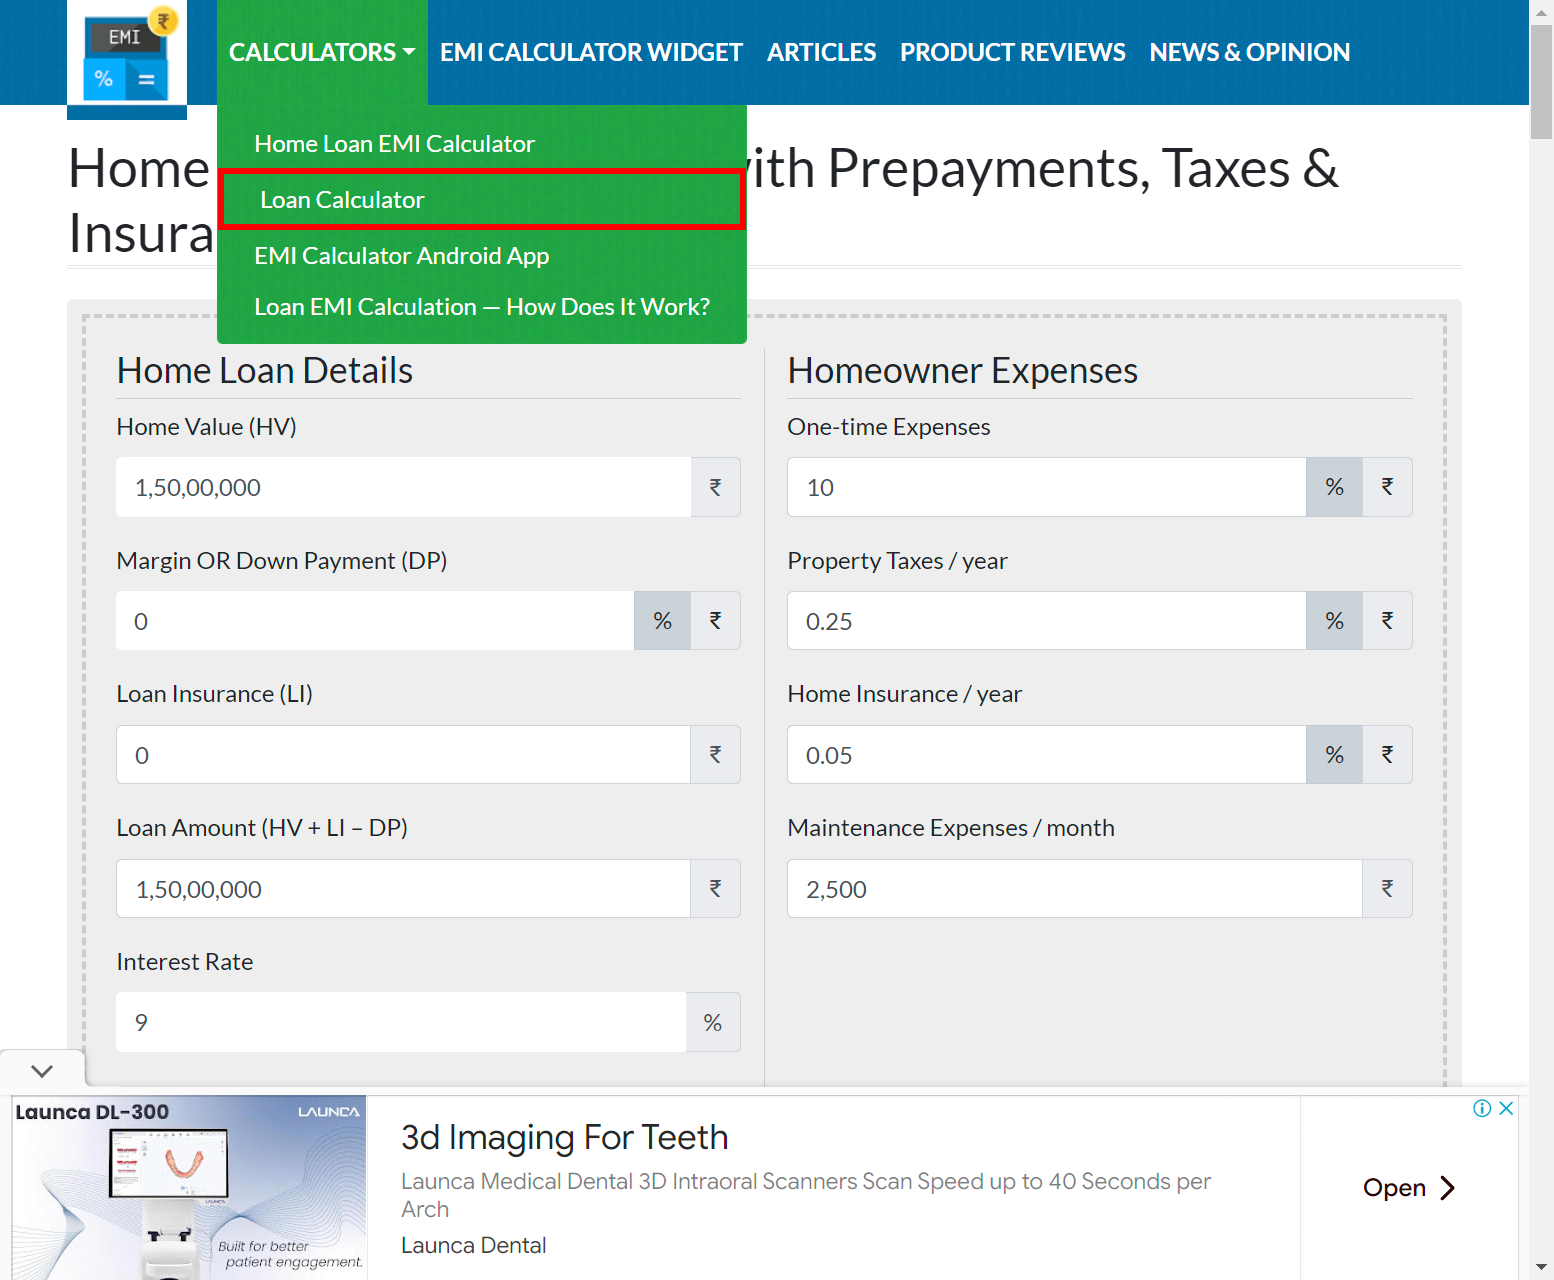 EMI
₹
%
=
CALCULATORS
EMI CALCULATOR WIDGET
ARTICLES
PRODUCT REVIEWS
NEWS & OPINION
Home Loan EMI Calculator
Loan Calculator
EMI Calculator Android App
Loan EMI Calculation — How Does It Work?
Home ith Prepayments, Taxes &
Insura
Home Loan Details
Home Value (HV)
1,50,00,000 ₹
Margin OR Down Payment (DP)
0 % ₹
Loan Insurance (LI)
0 ₹
Loan Amount (HV + LI – DP)
1,50,00,000 ₹
Interest Rate
9 %
Homeowner Expenses
One-time Expenses
10 % ₹
Property Taxes / year
0.25 % ₹
Home Insurance / year
0.05 % ₹
Maintenance Expenses / month
2,500 ₹
Launca DL-300
LAUNCA
Built for better
patient engagement.
3d Imaging For Teeth
Launca Medical Dental 3D Intraoral Scanners Scan Speed up to 40 Seconds per
Arch
Launca Dental
Open